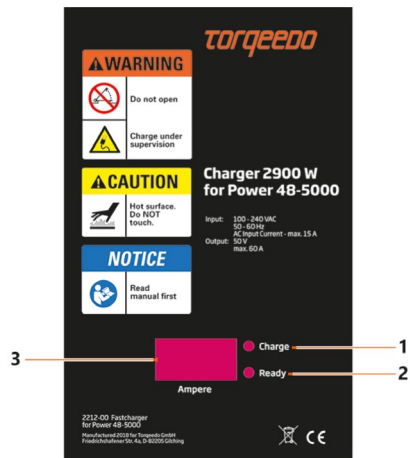 torqeedo
WARNING
Do not open
Charge under
supervision
CAUTION
Hot surface.
Do NOT
touch.
NOTICE
Read
manual first
Charger 2900 W
for Power 48-5000
Input: 100 - 240 VAC
50 - 60 Hz
AC Input Current - max. 15 A
Output: 50 V
max. 60 A
Charge
1
3
Ready
2
Ampere
2212-00 Fastcharger
for Power 48-5000
Manufactured 2018 for Torqeedo GmbH
Friedrichshafener Str. 4a, D-82205 Gilching
CE